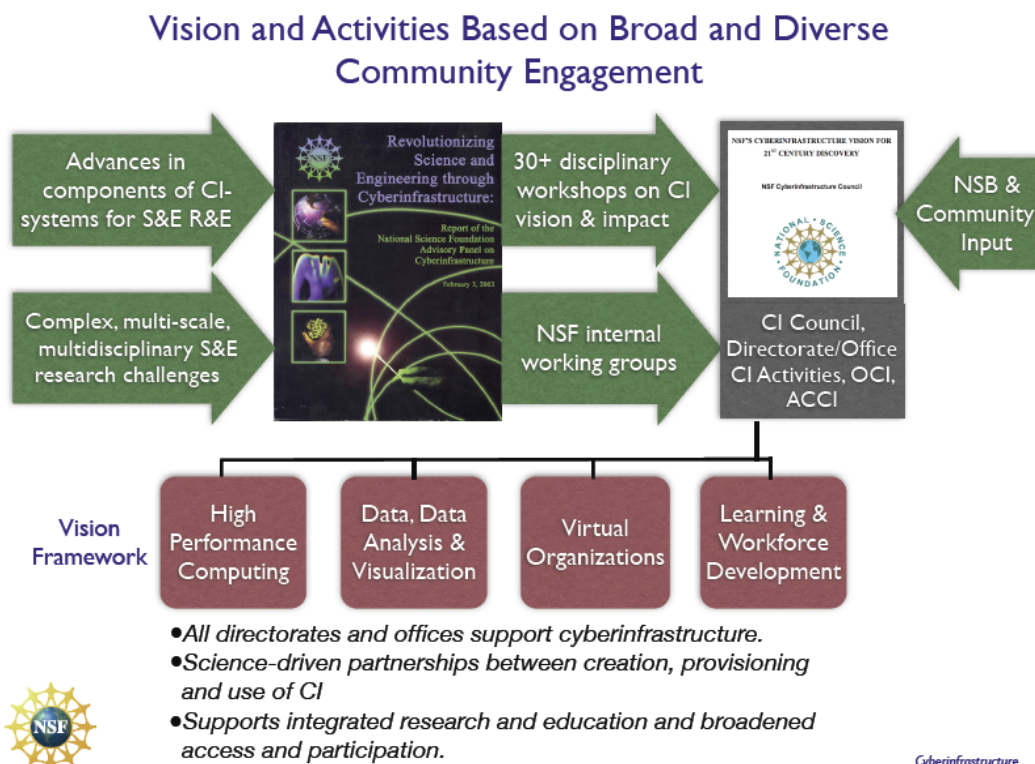 Vision and Activities Based on Broad and Diverse
Community Engagement
Advances in
components of CI-
systems for S&E R&E
Complex, multi-scale,
multidisciplinary S&E
research challenges
NSF
Revolutionizing
Science and
Engineering through
Cyberinfrastructure:
Report of the
National Science Foundation
Advisory Panel on
Cyberinfrastructure
February 3, 2003
30+ disciplinary
workshops on CI
vision & impact
NSF internal
working groups
NSF'S CYBERINFRASTRUCTURE VISION FOR
21ST CENTURY DISCOVERY
NSF Cyberinfrastructure Council
NATIONAL SCIENCE FOUNDATION
CI Council,
Directorate/Office
CI Activities, OCI,
ACCI
NSB &
Community
Input
Vision
Framework
High
Performance
Computing
Data, Data
Analysis &
Visualization
Virtual
Organizations
Learning &
Workforce
Development
•All directorates and offices support cyberinfrastructure.
•Science-driven partnerships between creation, provisioning
and use of CI
•Supports integrated research and education and broadened
access and participation.
NSF
Cyberinfrastructure